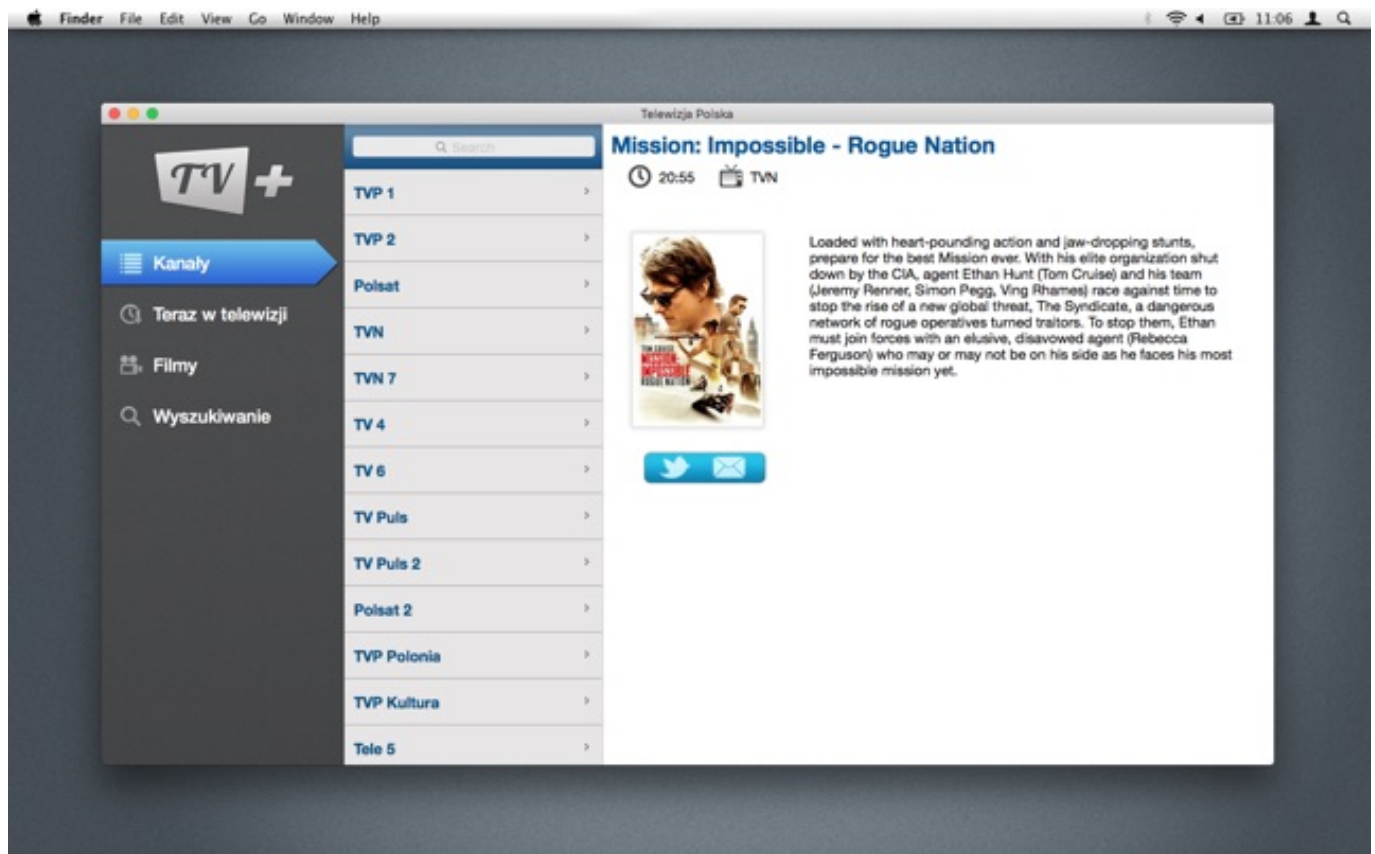 Finder File Edit View Go Window Help
11:06
Telewizja Polska
TV+
Kanały
Teraz w telewizji
Filmy
Wyszukiwanie
Search
TVP 1
TVP 2
Polsat
TVN
TVN 7
TV 4
TV 6
TV Puls
TV Puls 2
Polsat 2
TVP Polonia
TVP Kultura
Tele 5
Mission: Impossible - Rogue Nation
20:55 TVN
TOM CRUISE
MISSION:
IMPOSSIBLE
ROGUE NATION
Loaded with heart-pounding action and jaw-dropping stunts,
prepare for the best Mission ever. With his elite organization shut
down by the CIA, agent Ethan Hunt (Tom Cruise) and his team
(Jeremy Renner, Simon Pegg, Ving Rhames) race against time to
stop the rise of a new global threat, The Syndicate, a dangerous
network of rogue operatives turned traitors. To stop them, Ethan
must join forces with an elusive, disavowed agent (Rebecca
Ferguson) who may or may not be on his side as he faces his most
impossible mission yet.